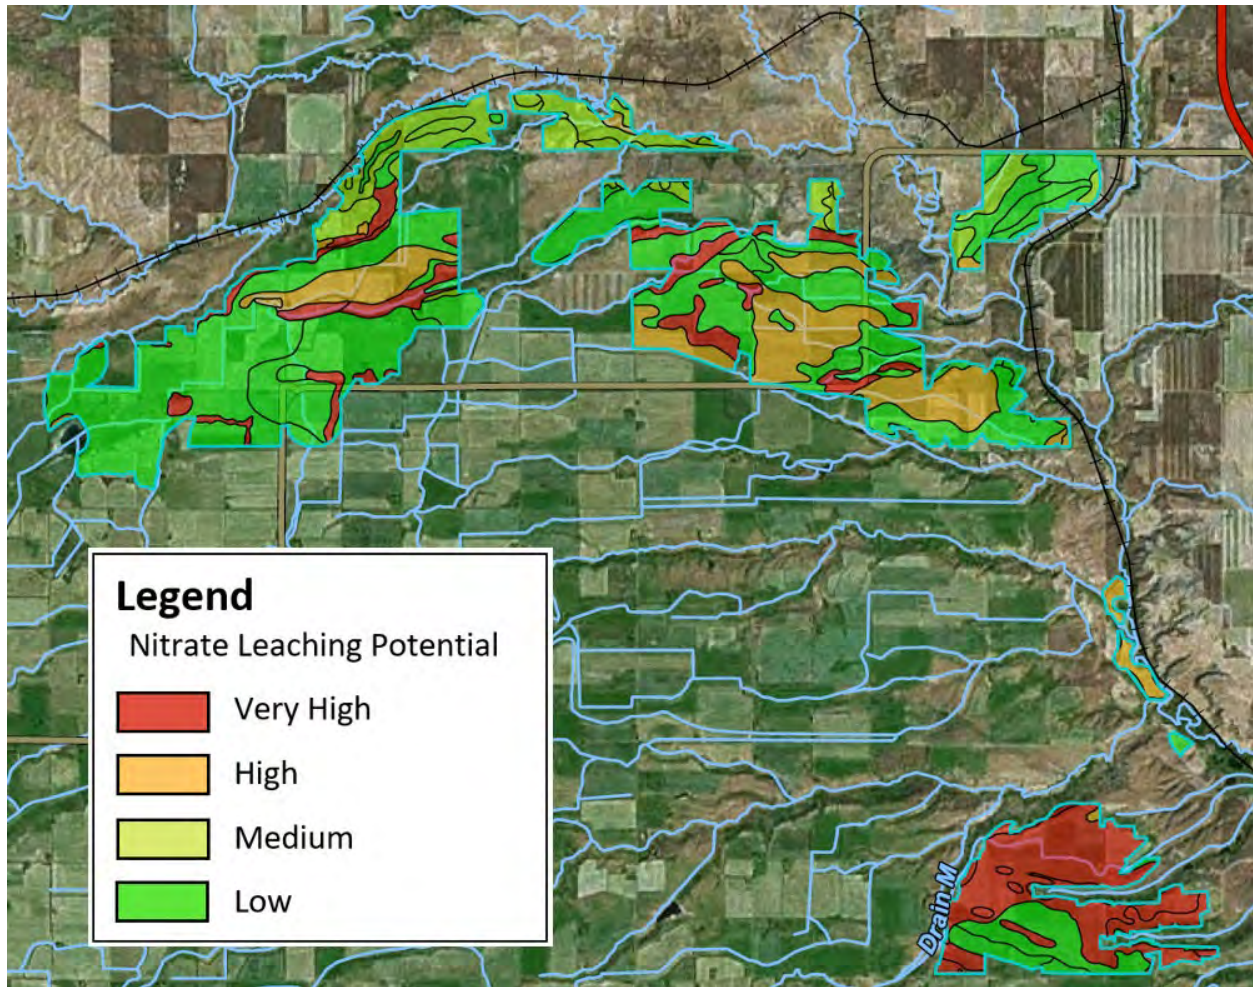 Legend
Nitrate Leaching Potential
Very High
High
Medium
Low
Drain M